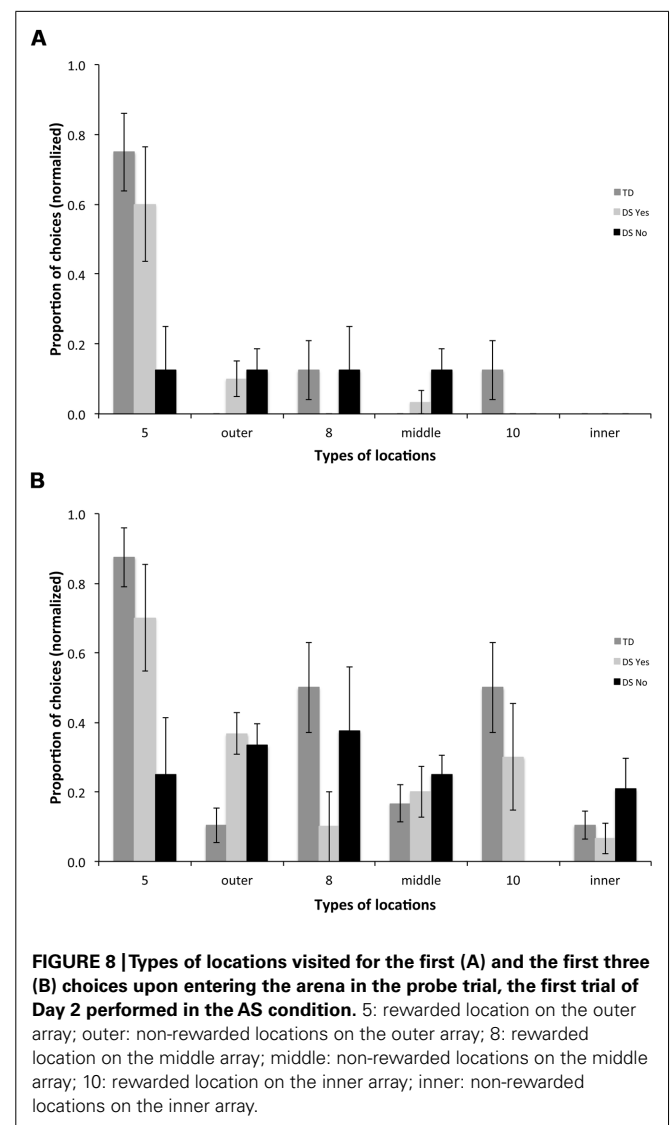 A
1.0
0.8
0.6
0.4
0.2
0.0
Proportion of choices (normalized)
TD
DS Yes
DS No
5 outer 8 middle 10 inner
Types of locations
B
1.0
0.8
0.6
0.4
0.2
0.0
Proportion of choices (normalized)
TD
DS Yes
DS No
5 outer 8 middle 10 inner
Types of locations
FIGURE 8 | Types of locations visited for the first (A) and the first three
(B) choices upon entering the arena in the probe trial, the first trial of
Day 2 performed in the AS condition. 5: rewarded location on the outer
array; outer: non-rewarded locations on the outer array; 8: rewarded
location on the middle array; middle: non-rewarded locations on the middle
array; 10: rewarded location on the inner array; inner: non-rewarded
locations on the inner array.